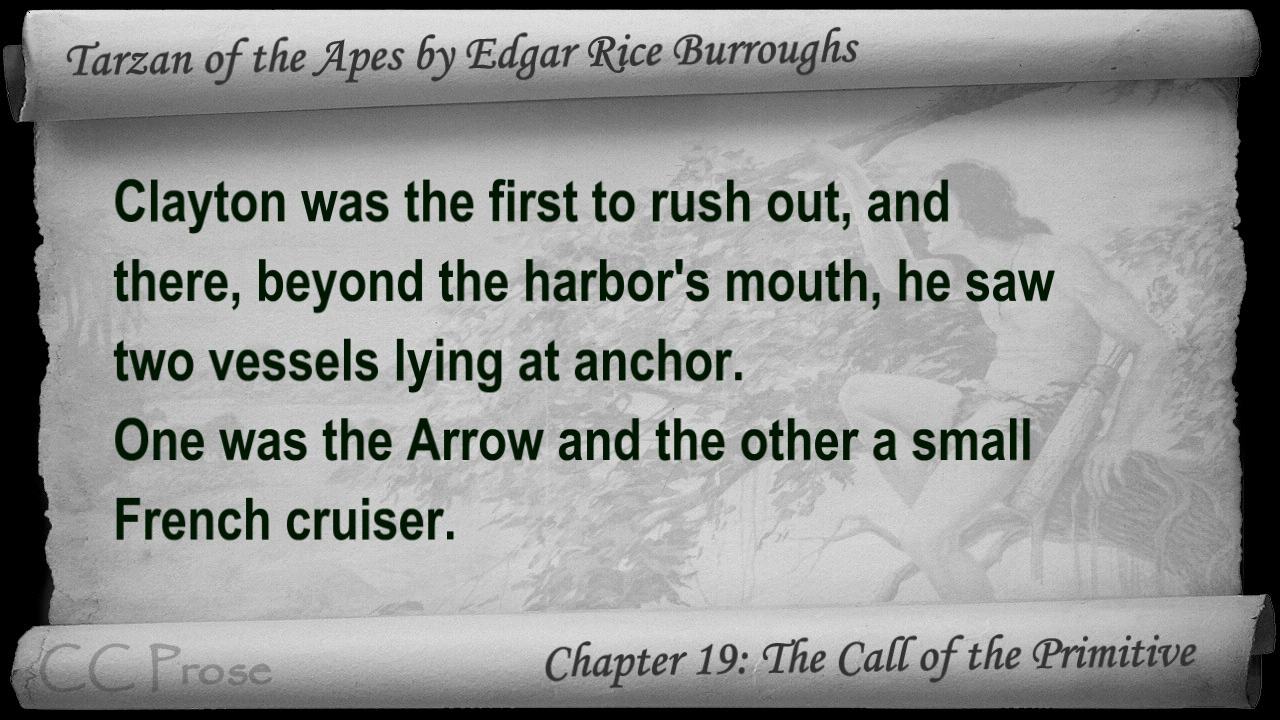 Tarzan of the Apes by Edgar Rice Burroughs
Clayton was the first to rush out, and
there, beyond the harbor's mouth, he saw
two vessels lying at anchor.
One was the Arrow and the other a small
French cruiser.
CC Prose
Chapter 19: The Call of the Primitive